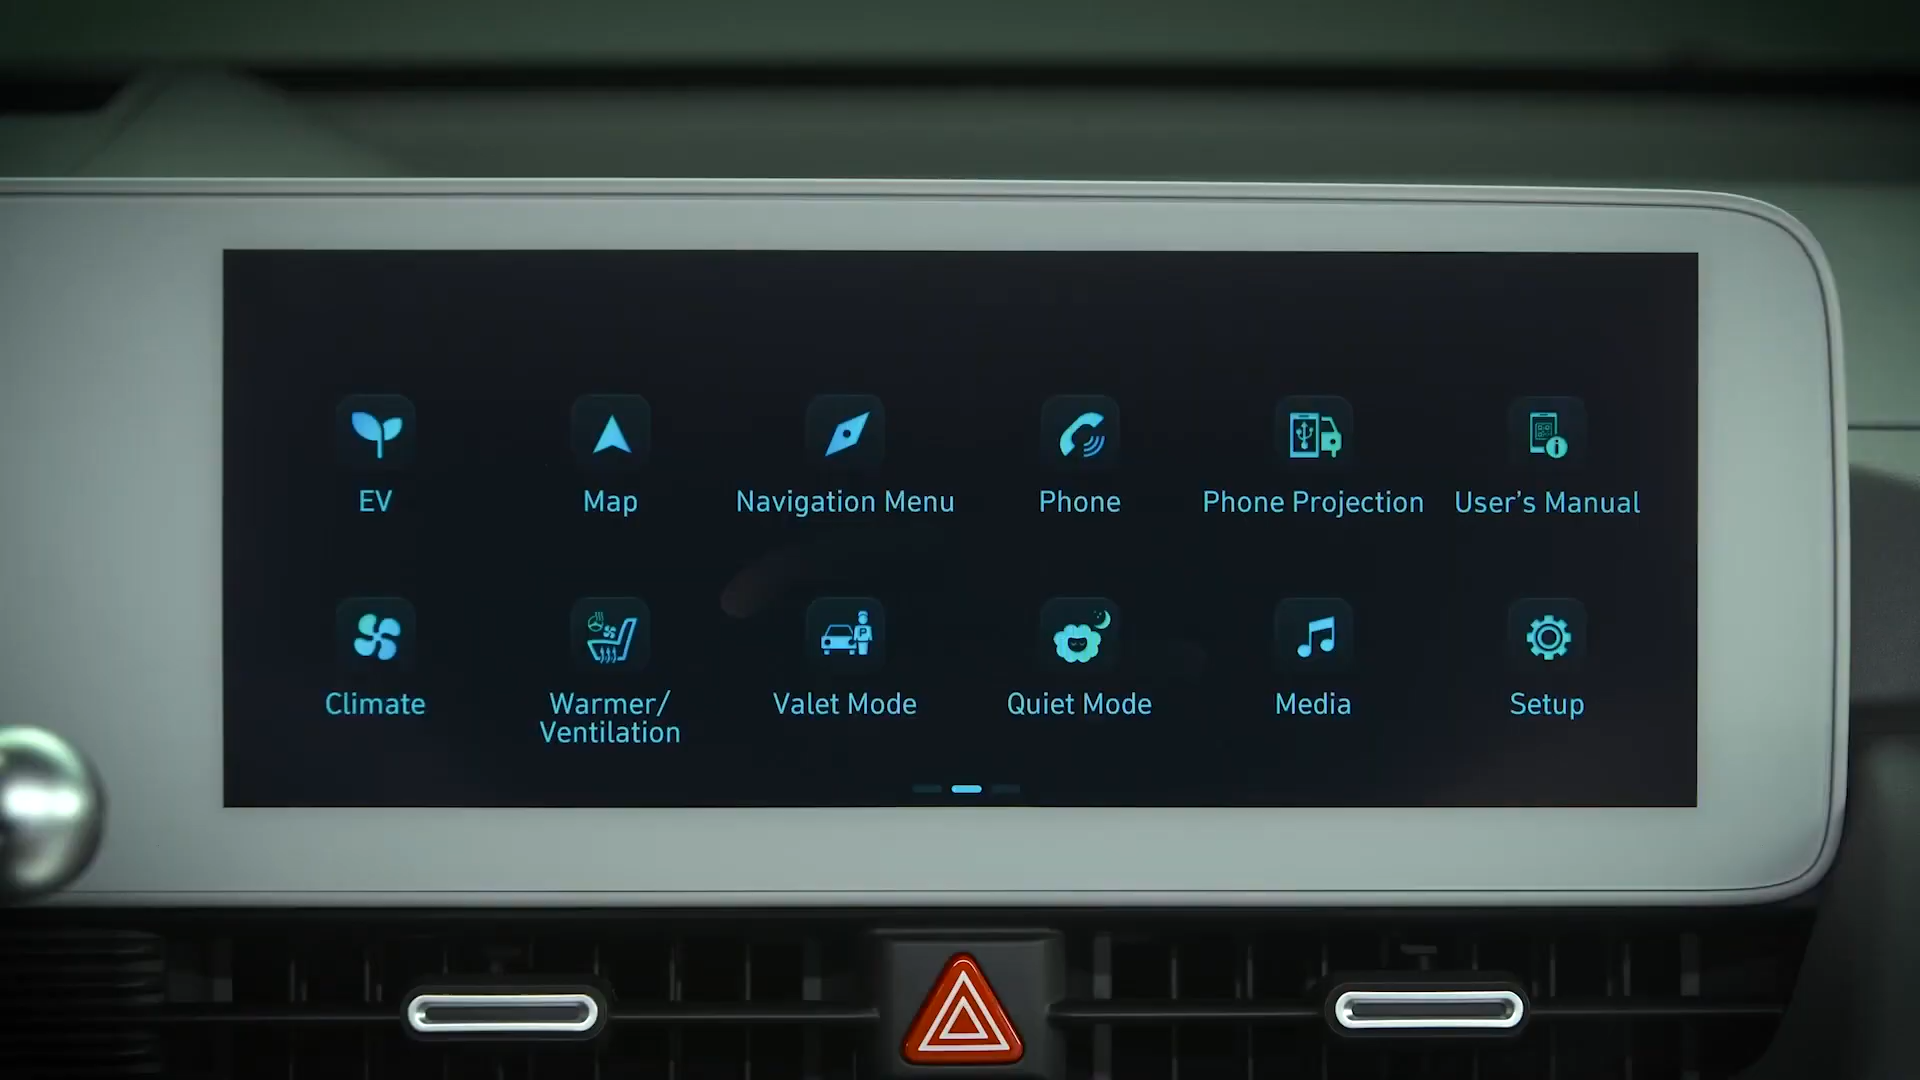 EV
Map
Navigation Menu
Phone
Phone Projection
User's Manual
Climate
Warmer/
Ventilation
Valet Mode
P
Quiet Mode
Media
Setup